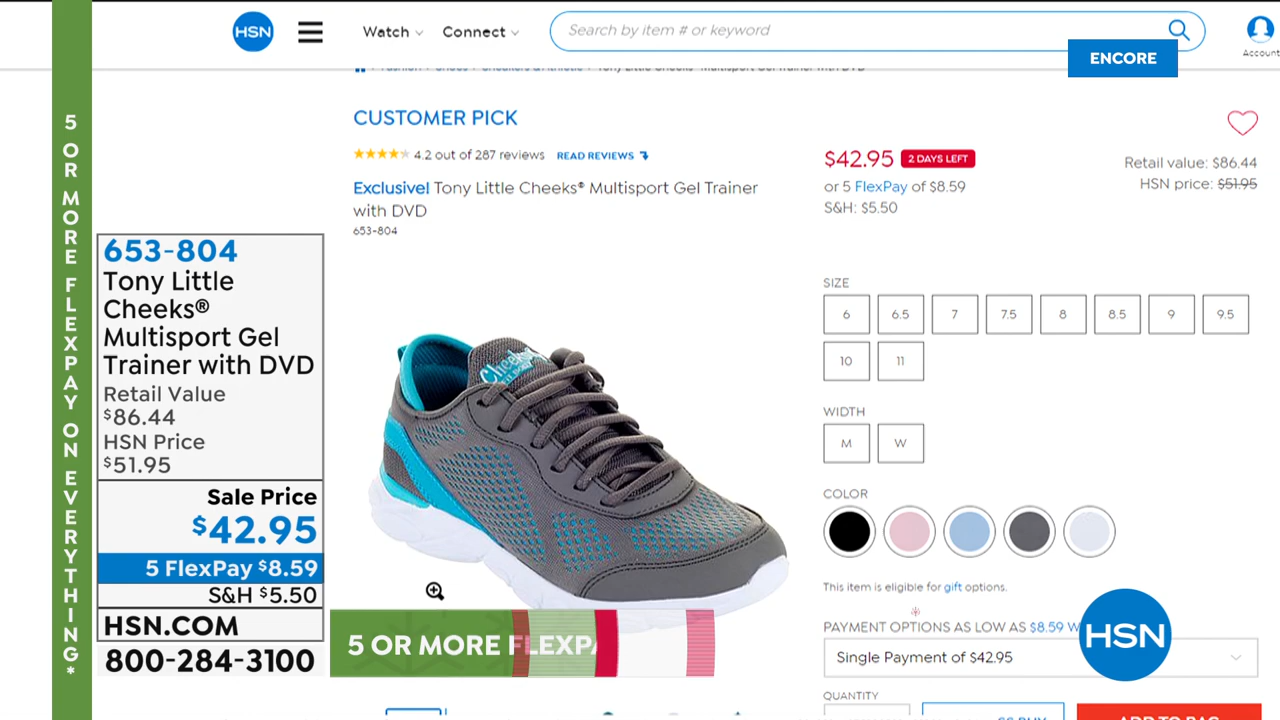 HSN
Watch
Connect
Search by item # or keyword
Account
ENCORE
CUSTOMER PICK
4.2 out of 287 reviews
READ REVIEWS
Exclusive! Tony Little Cheeks® Multisport Gel Trainer
with DVD
653-804
$42.95
2 DAYS LEFT
or 5 FlexPay of $8.59
S&H: $5.50
Retail value: $86.44
HSN price: $51.95
SIZE
6 6.5 7 7.5 8 8.5 9 9.5
10 11
WIDTH
M W
COLOR
This item is eligible for gift options.
PAYMENT OPTIONS AS LOW AS $8.59 W
Single Payment of $42.95
QUANTITY
5 OR MORE FLEXPAY ON EVERYTHING*
653-804
Tony Little
Cheeks®
Multisport Gel
Trainer with DVD
Retail Value
$86.44
HSN Price
$51.95
Sale Price
$42.95
5 FlexPay $8.59
S&H $5.50
HSN.COM
800-284-3100
Cheeks
5 OR MORE FLEXPA
HSN